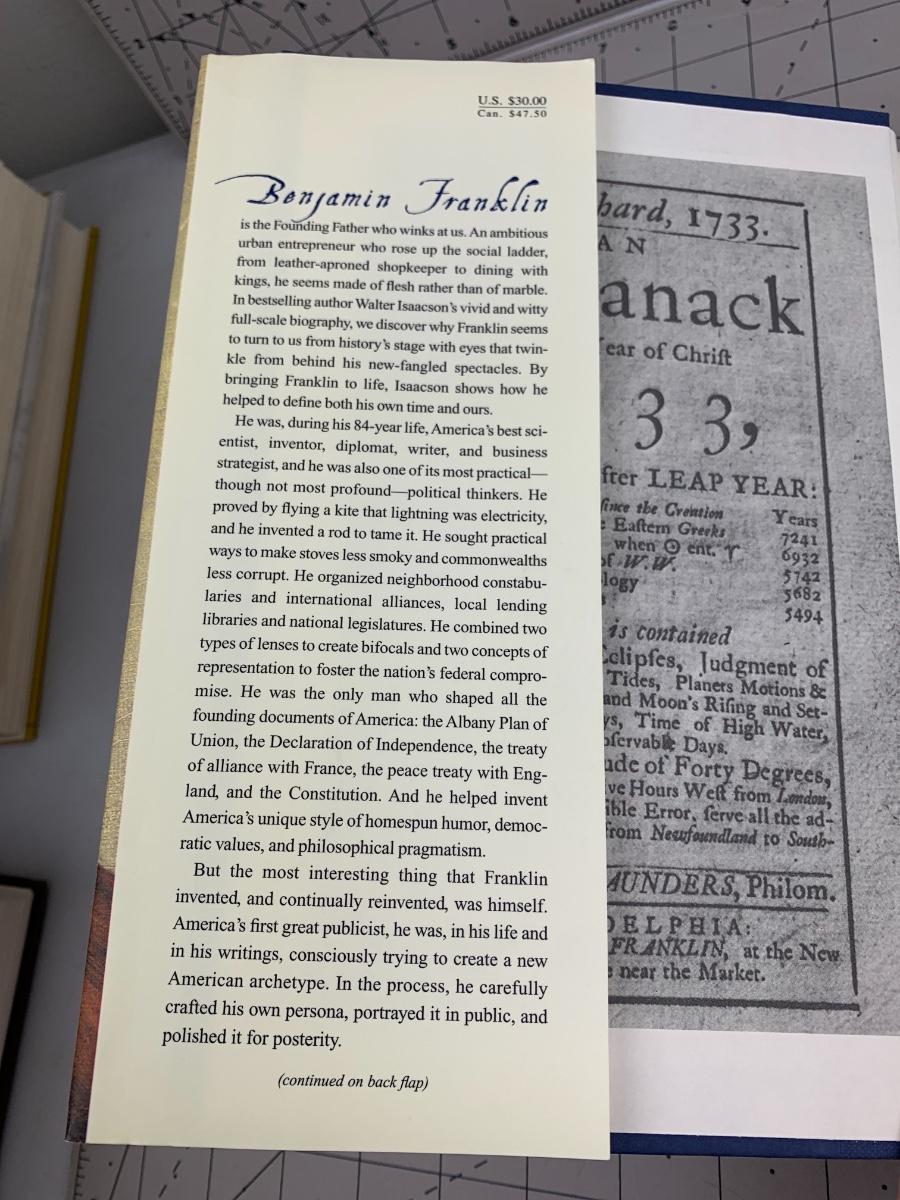 U.S. $30.00
Can. $47.50
Benjamin Franklin
is the Founding Father who winks at us. An ambitious
urban entrepreneur who rose up the social ladder,
from leather-aproned shopkeeper to dining with
kings, he seems made of flesh rather than of marble.
In bestselling author Walter Isaacson's vivid and witty
full-scale biography, we discover why Franklin seems
to turn to us from history's stage with eyes that twin-
kle from behind his new-fangled spectacles. By
bringing Franklin to life, Isaacson shows how he
helped to define both his own time and ours.
He was, during his 84-year life, America's best sci-
entist, inventor, diplomat, writer, and business
strategist, and he was also one of its most practical—
though not most profound—political thinkers. He
proved by flying a kite that lightning was electricity,
and he invented a rod to tame it. He sought practical
ways to make stoves less smoky and commonwealths
less corrupt. He organized neighborhood constabu-
laries and international alliances, local lending
libraries and national legislatures. He combined two
types of lenses to create bifocals and two concepts of
representation to foster the nation's federal compro-
mise. He was the only man who shaped all the
founding documents of America: the Albany Plan of
Union, the Declaration of Independence, the treaty
of alliance with France, the peace treaty with Eng-
land, and the Constitution. And he helped invent
America's unique style of homespun humor, democ-
ratic values, and philosophical pragmatism.
But the most interesting thing that Franklin
invented, and continually reinvented, was himself.
America's first great publicist, he was, in his life and
in his writings, consciously trying to create a new
American archetype. In the process, he carefully
crafted his own persona, portrayed it in public, and
polished it for posterity.
(continued on back flap)
hard, 1733.
AN
anack
ear of Chriſt
33,
fter LEAP YEAR:
ſince the Creation Years
Eaſtern Greeks 7241
when ☉ ent. ♈ 6932
of W.W. 5742
logy 5682
5494
is contained
clipſes, Judgment of
Tides, Planets Motions &
and Moon's Riſing and Set-
ys, Time of High Water,
bſervable Days.
ude of Forty Degrees,
ve Hours Weſt from London,
ible Error, ſerve all the ad-
from Newfoundland to South-
AUNDERS, Philom.
DELPHIA:
FRANKLIN, at the New
near the Market.